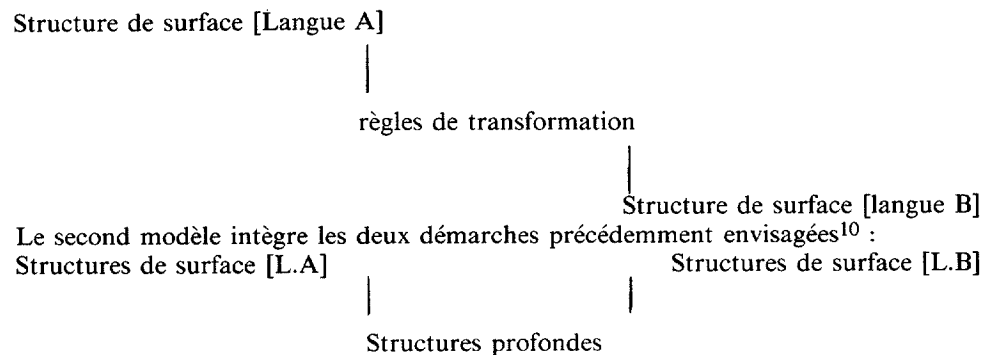 Structure de surface [Langue A]
règles de transformation
Structure de surface [langue B]
Le second modèle intègre les deux démarches précédemment envisagées10 :
Structures de surface [L.A] Structures de surface [L.B]
Structures profondes